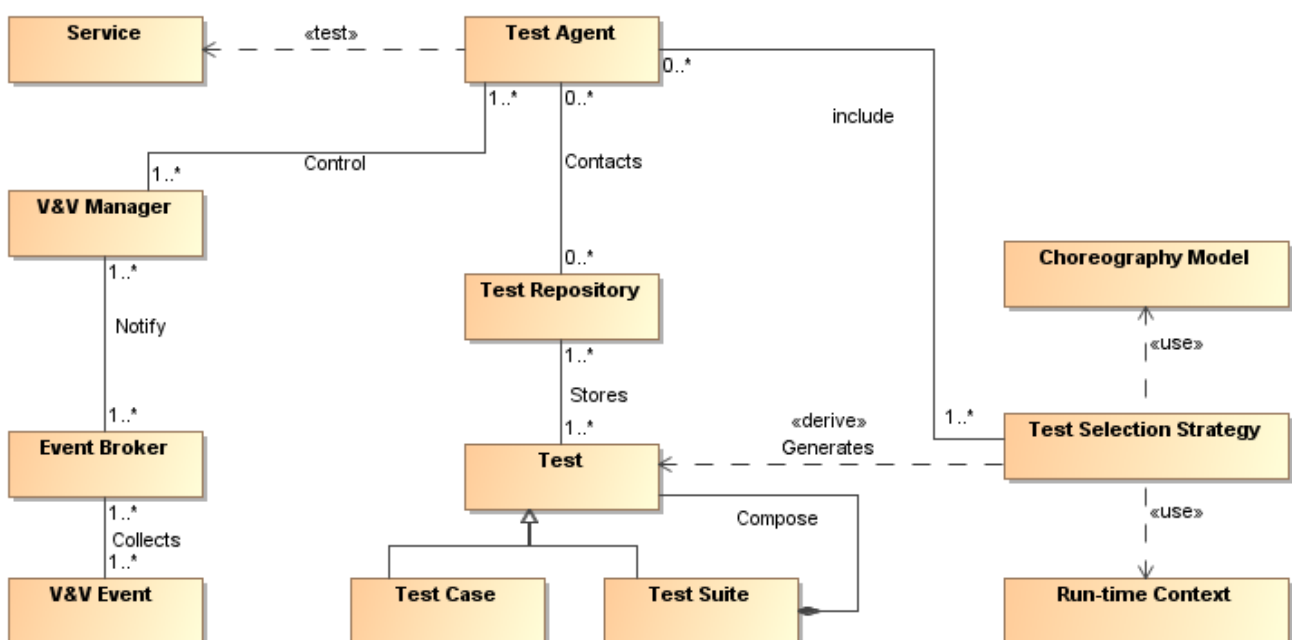 Service
«test»
Test Agent
0..*
1..*
0..*
include
Control
Contacts
1..*
V&V Manager
1..*
0..*
Choreography Model
Test Repository
Notify
1..*
«use»
Stores
1..*
1..*
«derive»
1..*
Event Broker
Test
Generates
Test Selection Strategy
1..*
Collects
1..*
Compose
«use»
V&V Event
Test Case
Test Suite
Run-time Context